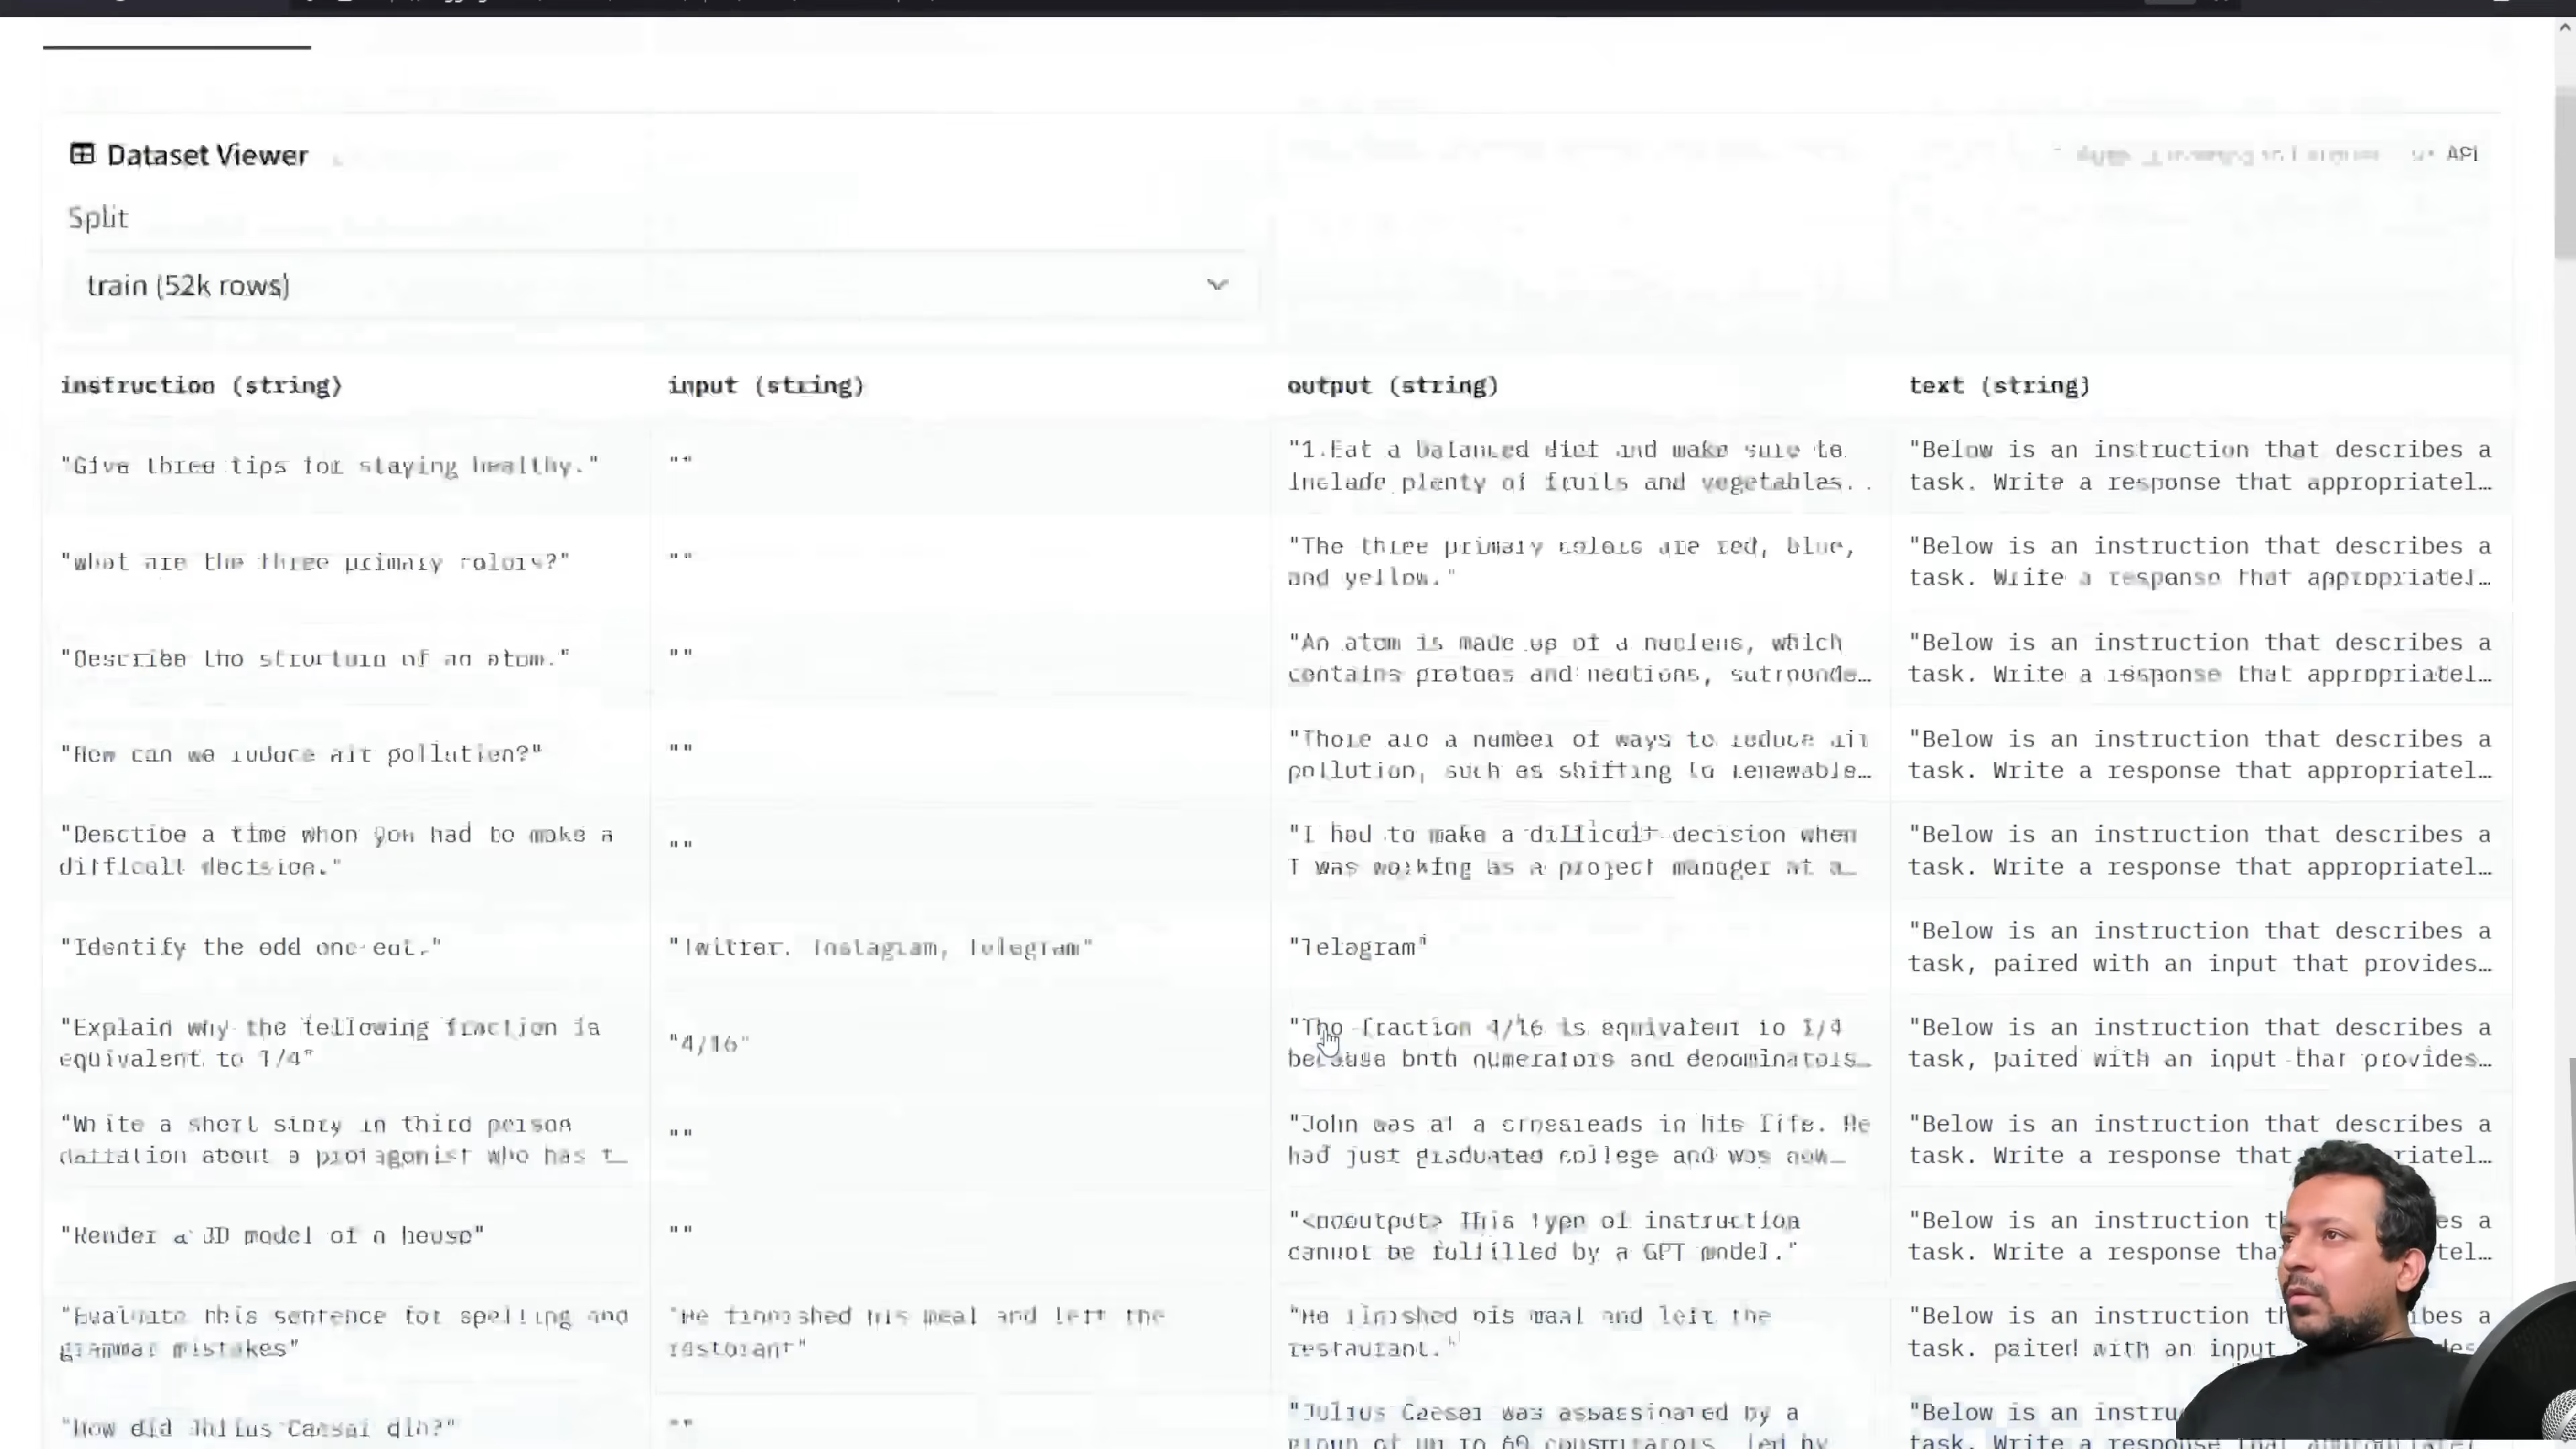 Dataset Viewer
API
Split
train (52k rows)
instruction (string)
input (string)
output (string)
text (string)
"Give three tips for staying healthy."
""
"1.Eat a balanced diet and make sure to
include plenty of fruits and vegetables...
"Below is an instruction that describes a
task. Write a response that appropriatel…
"What are the three primary colors?"
""
"The three primary colors are red, blue,
and yellow."
"Below is an instruction that describes a
task. Write a response that appropriatel…
"Describe the structure of an atom."
""
"An atom is made up of a nucleus, which
contains protons and neutrons, surrounde…
"Below is an instruction that describes a
task. Write a response that appropriatel…
"How can we reduce air pollution?"
""
"There are a number of ways to reduce air
pollution, such as shifting to renewable…
"Below is an instruction that describes a
task. Write a response that appropriatel…
"Describe a time when you had to make a
difficult decision."
""
"I had to make a difficult decision when
I was working as a project manager at a…
"Below is an instruction that describes a
task. Write a response that appropriatel…
"Identify the odd one out."
"Twitter, Instagram, Telegram"
"Telegram"
"Below is an instruction that describes a
task, paired with an input that provides…
"Explain why the following fraction is
equivalent to 1/4"
"4/16"
"The fraction 4/16 is equivalent to 1/4
because both numerators and denominators…
"Below is an instruction that describes a
task, paired with an input that provides…
"Write a short story in third person
narration about a protagonist who has t…
""
"John was at a crossroads in his life. He
had just graduated college and was now…
"Below is an instruction that describes a
task. Write a response that riatel…
"Render a 3D model of a house"
""
"<nooutput> This type of instruction
cannot be fulfilled by a GPT model."
"Below is an instruction es a
task. Write a response tha tel…
"Evaluate this sentence for spelling and
grammar mistakes"
"He finnished his meal and left the
restorant"
"He finished his meal and left the
restaurant."
"Below is an instruction ibes a
task, paired with an input
"How did Julius Caesar die?"
""
"Julius Caesar was assassinated by a
group of up to 60 conspirators, led by
"Below is an instru
task. Write a respons